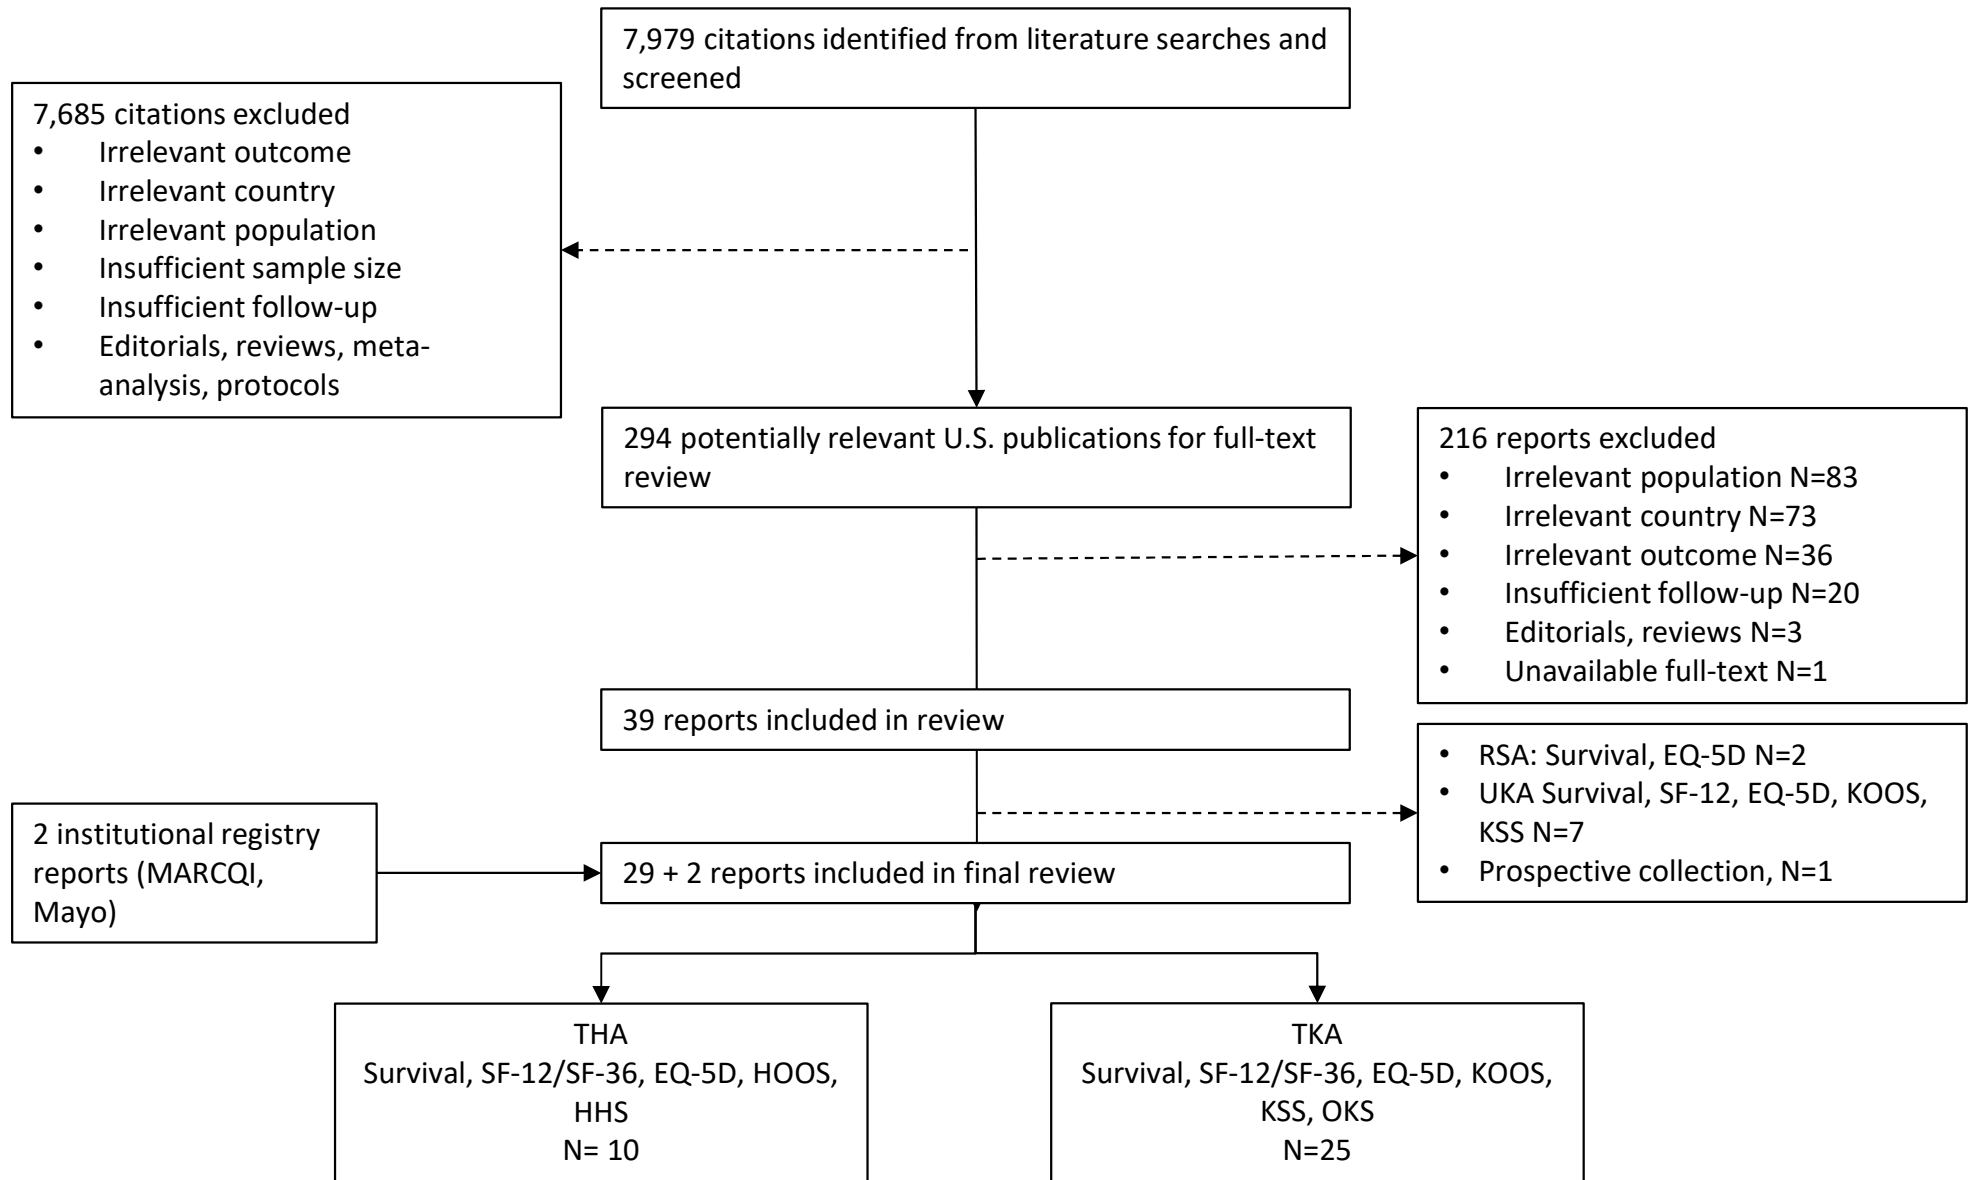 7,979 citations identified from literature searches and
screened
7,685 citations excluded
• Irrelevant outcome
• Irrelevant country
• Irrelevant population
• Insufficient sample size
• Insufficient follow-up
• Editorials, reviews, meta-
analysis, protocols
294 potentially relevant U.S. publications for full-text
review
216 reports excluded
• Irrelevant population N=83
• Irrelevant country N=73
• Irrelevant outcome N=36
• Insufficient follow-up N=20
• Editorials, reviews N=3
• Unavailable full-text N=1
39 reports included in review
• RSA: Survival, EQ-5D N=2
• UKA Survival, SF-12, EQ-5D, KOOS,
KSS N=7
• Prospective collection, N=1
2 institutional registry
reports (MARCQI,
Mayo)
29 + 2 reports included in final review
THA
Survival, SF-12/SF-36, EQ-5D, HOOS,
HHS
N= 10
TKA
Survival, SF-12/SF-36, EQ-5D, KOOS,
KSS, OKS
N=25